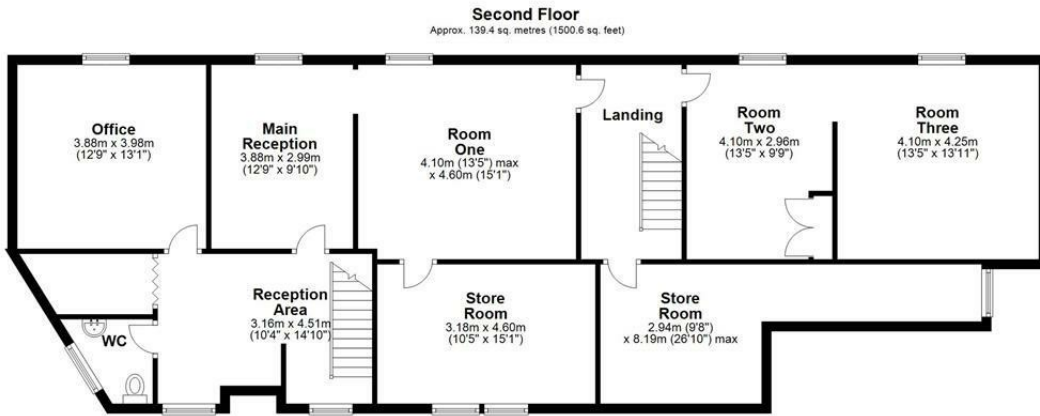 Second Floor
Approx. 139.4 sq. metres (1500.6 sq. feet)
Office
3.88m x 3.98m
(12'9" x 13'1")
Main
Reception
3.88m x 2.99m
(12'9" x 9'10")
Room
One
4.10m (13'5") max
x 4.60m (15'1")
Landing
Room
Two
4.10m x 2.96m
(13'5" x 9'9")
Room
Three
4.10m x 4.25m
(13'5" x 13'11")
WC
Reception
Area
3.16m x 4.51m
(10'4" x 14'10")
Store
Room
3.18m x 4.60m
(10'5" x 15'1")
Store
Room
2.94m (9'8")
x 8.19m (26'10") max